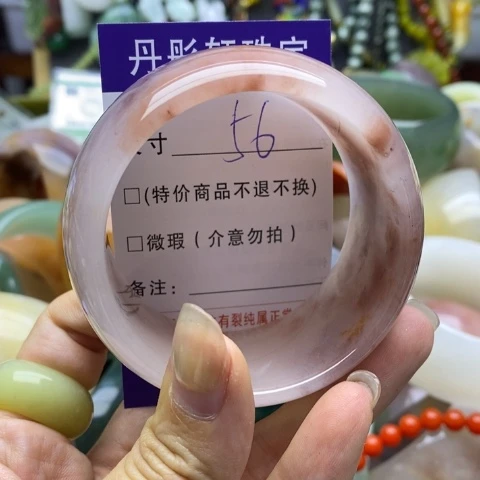 丹彤轩珠宝
寸 56
□(特价商品不退不换)
□微瑕(介意勿拍)
备注:
有裂纯属正常